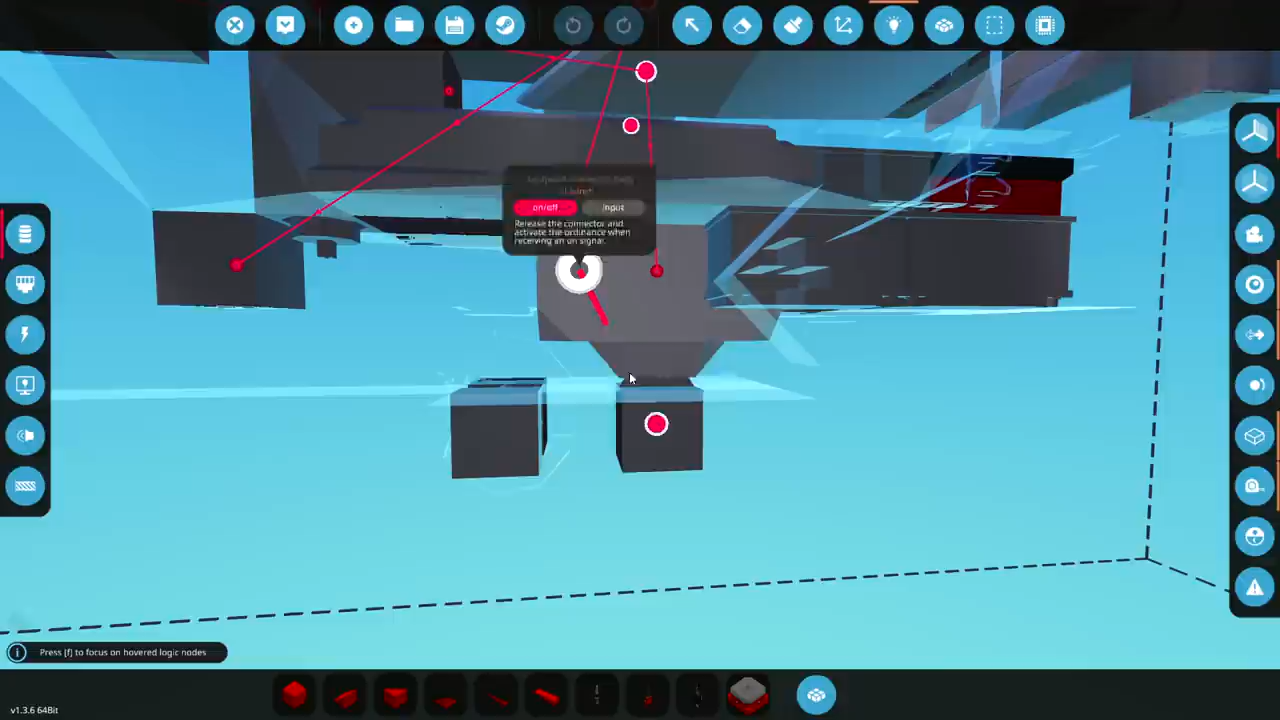 on/off
input
Release the connector and
activate the ordinance when
receiving an on signal.
Press [f] to focus on hovered logic nodes
v1.3.6 64Bit